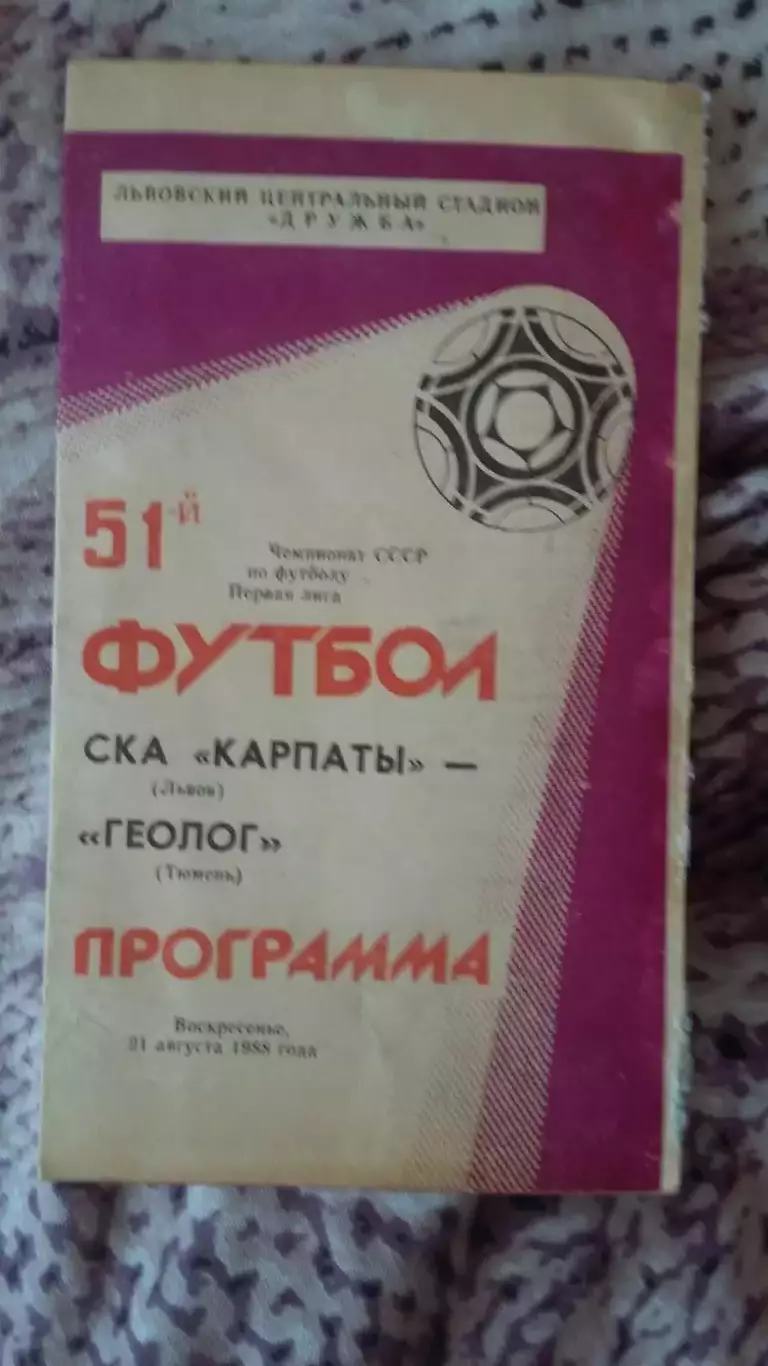 ЛЬВОВСКИЙ ЦЕНТРАЛЬНЫЙ СТАДИОН
«ДРУЖБА»
51-Й
Чемпионат СССР
по футболу
Первая лига
ФУТБОЛ
СКА «КАРПАТЫ» —
(Львов)
«ГЕОЛОГ»
(Тюмень)
ПРОГРАММА
Воскресенье,
21 августа 1988 года